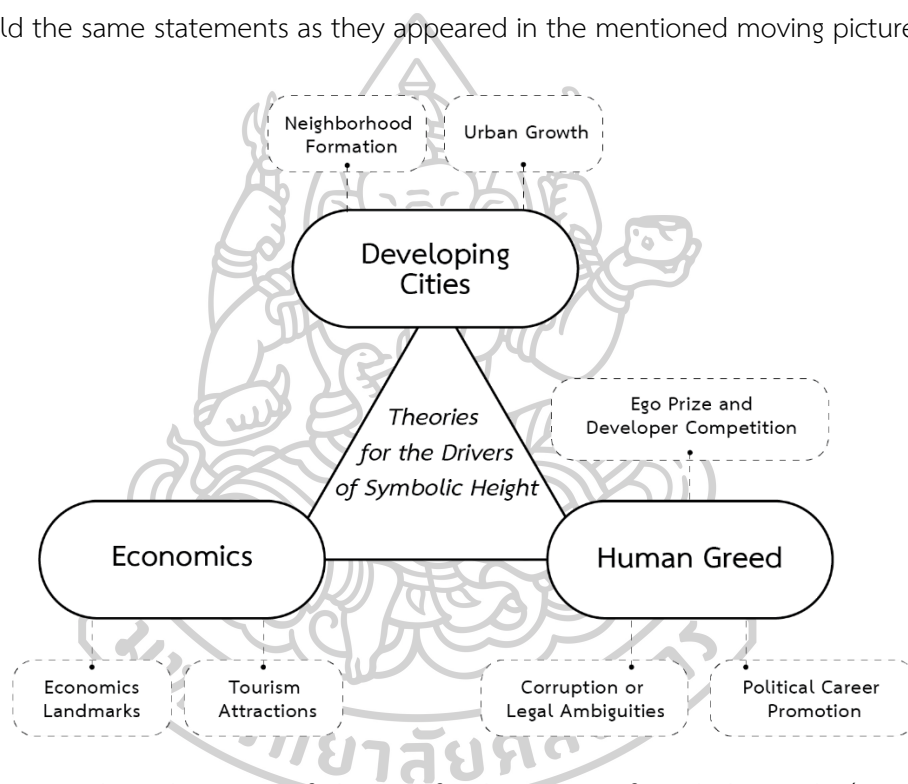 the same statements as they appeared in the mentioned moving picture
Neighborhood
Formation
Urban Growth
Developing
Cities
Theories
for the Drivers
of Symbolic Height
Ego Prize and
Developer Competition
Economics
Human Greed
Economics
Landmarks
Tourism
Attractions
Corruption or
Legal Ambiguities
Political Career
Promotion